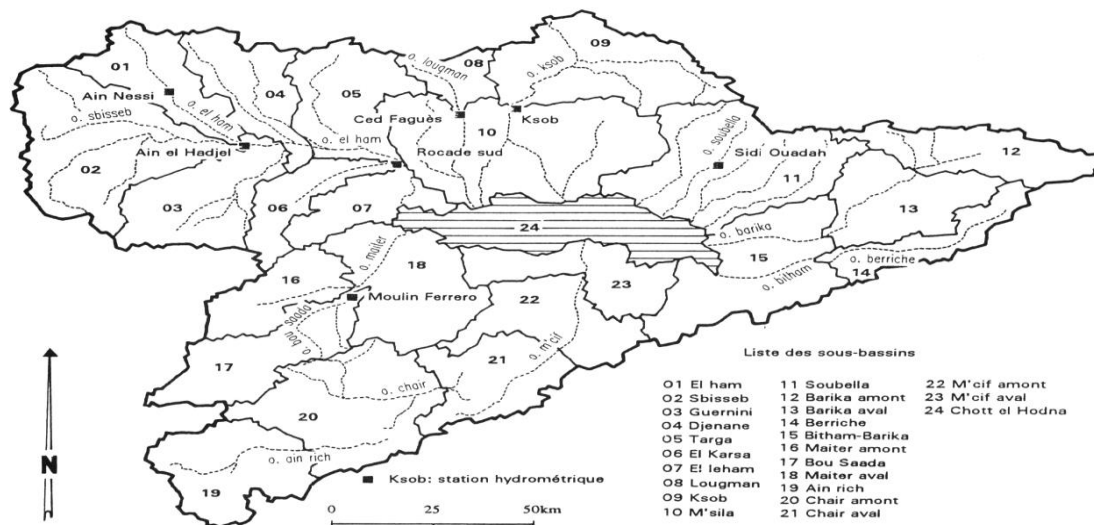 09
01
o. lougman
08
o. ksob
04
05
Ain Nessi
o. sbisseb
o. el ham
Ced Faguès
10
Ksob
o. soubella
12
Ain el Hadjel
o. el ham
Rocade sud
Sidi Ouadah
02
11
03
06
07
13
24
o. barika
o. maiter
15
o. berriche
16
18
o. bitham
14
Moulin Ferrero
22
23
o. bou saada
17
21
o. m'cif
o. chair
20
o. ain rich
19
N
Ksob: station hydrométrique
0 25 50km
Liste des sous-bassins
01 El ham
02 Sbisseb
03 Guernini
04 Djenane
05 Targa
06 El Karsa
07 El leham
08 Lougman
09 Ksob
10 M'sila
11 Soubella
12 Barika amont
13 Barika aval
14 Berriche
15 Bitham-Barika
16 Maiter amont
17 Bou Saada
18 Maiter aval
19 Ain rich
20 Chair amont
21 Chair aval
22 M'cif amont
23 M'cif aval
24 Chott el Hodna